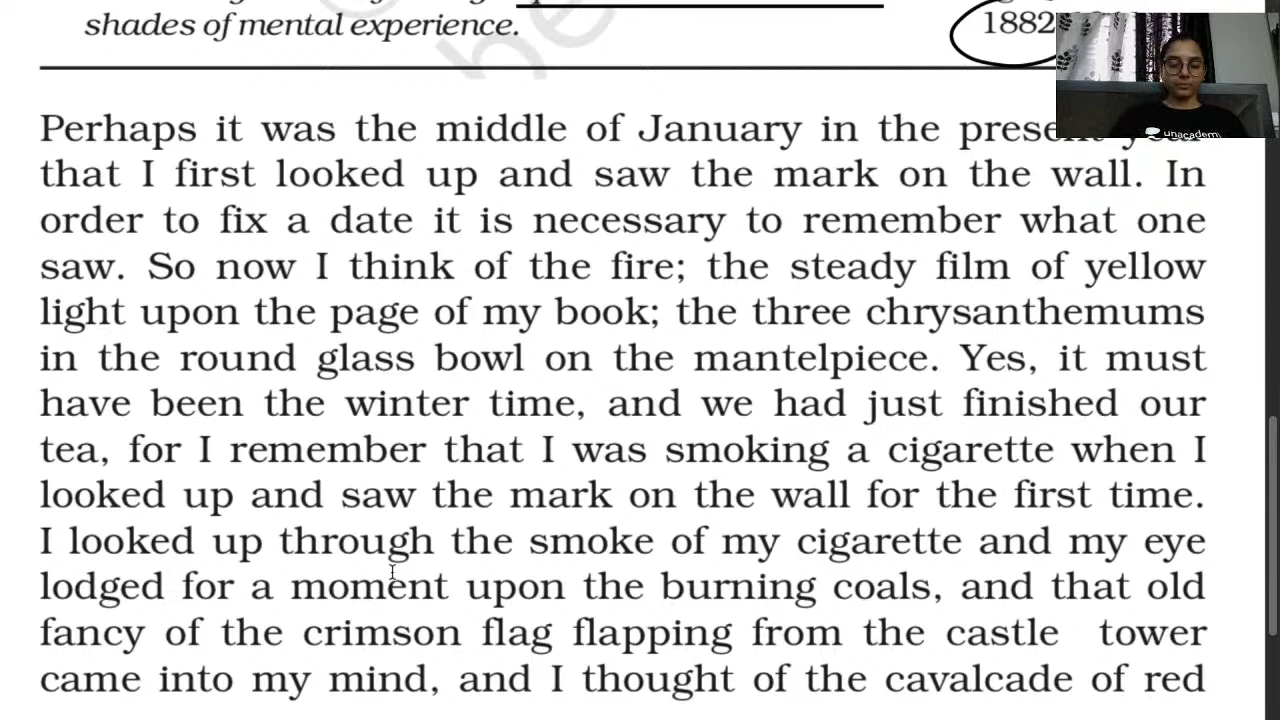 shades of mental experience.
1882
Perhaps it was the middle of January in the present year
that I first looked up and saw the mark on the wall. In
order to fix a date it is necessary to remember what one
saw. So now I think of the fire; the steady film of yellow
light upon the page of my book; the three chrysanthemums
in the round glass bowl on the mantelpiece. Yes, it must
have been the winter time, and we had just finished our
tea, for I remember that I was smoking a cigarette when I
looked up and saw the mark on the wall for the first time.
I looked up through the smoke of my cigarette and my eye
lodged for a moment upon the burning coals, and that old
fancy of the crimson flag flapping from the castle tower
came into my mind, and I thought of the cavalcade of red
unacademy